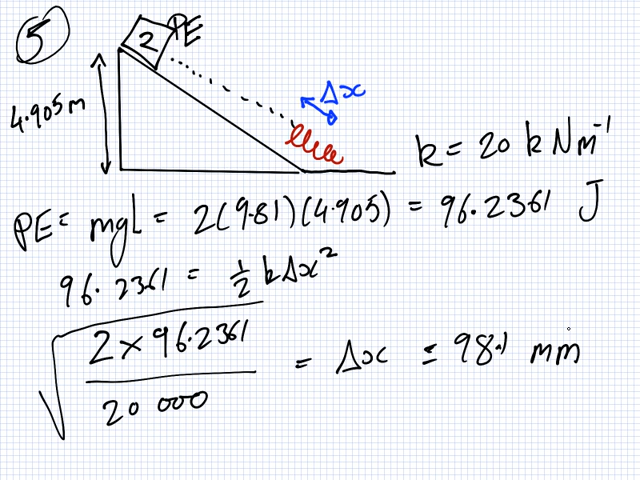 5
2 PE
4.905m
Δx
k = 20 kNm⁻¹
PE = mgL = 2(9.81)(4.905) = 96.2361 J
96.2361 = 1/2 kΔx²
√(2 × 96.2361 / 20 000) = Δx = 98.1 mm